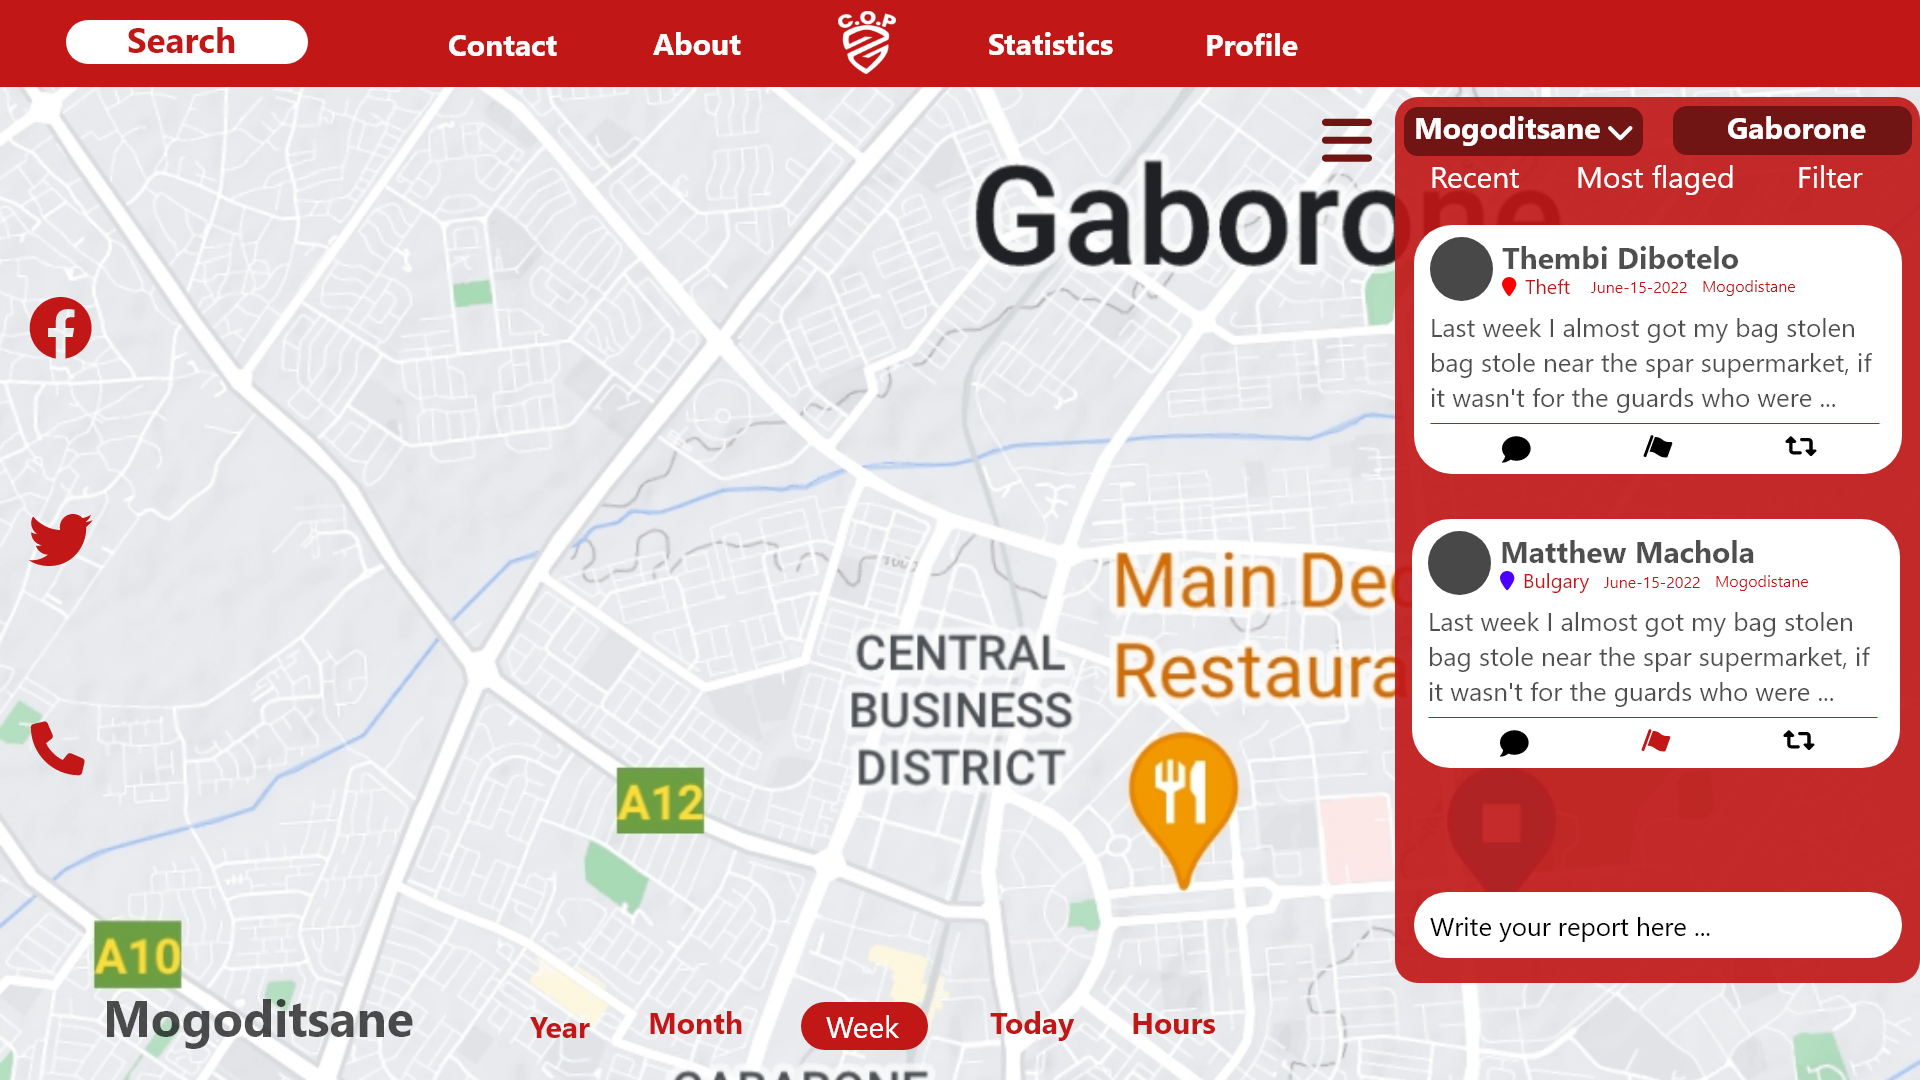 Search
Contact
About
C.O.P
Statistics
Profile
Mogoditsane
Gaborone
Recent
Most flaged
Filter
Gaborone
Thembi Dibotelo
Theft June-15-2022 Mogodistane
Last week I almost got my bag stolen
bag stole near the spar supermarket, if
it wasn't for the guards who were ...
Matthew Machola
Bulgary June-15-2022 Mogodistane
Last week I almost got my bag stolen
bag stole near the spar supermarket, if
it wasn't for the guards who were ...
Write your report here ...
Main Dec
Restaura
CENTRAL
BUSINESS
DISTRICT
A12
A10
Mogoditsane
Year
Month
Week
Today
Hours